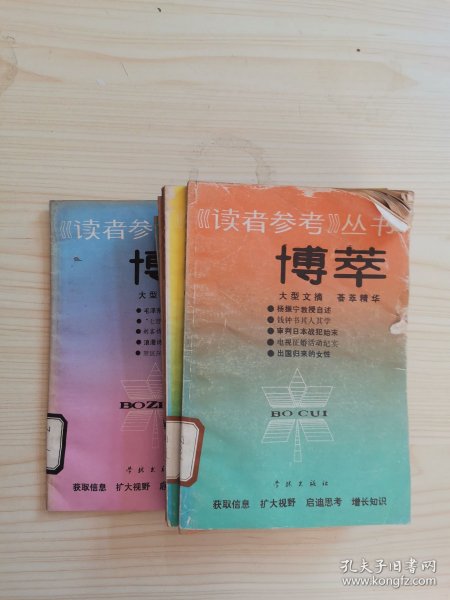 《读者参考》丛书
博萃
大型文摘 荟萃精华
●杨振宁教授自述
●钱钟书其人其学
●审判日本战犯始末
●电视征婚活动纪实
●出国归来的女性
BO CUI
学林出版社
获取信息 扩大视野 启迪思考 增长知识
《读者参
博
大型
●毛泽东
BOZ
学林出
获取信息 扩大视野 启
孔夫子旧书网
www.kongfz.com